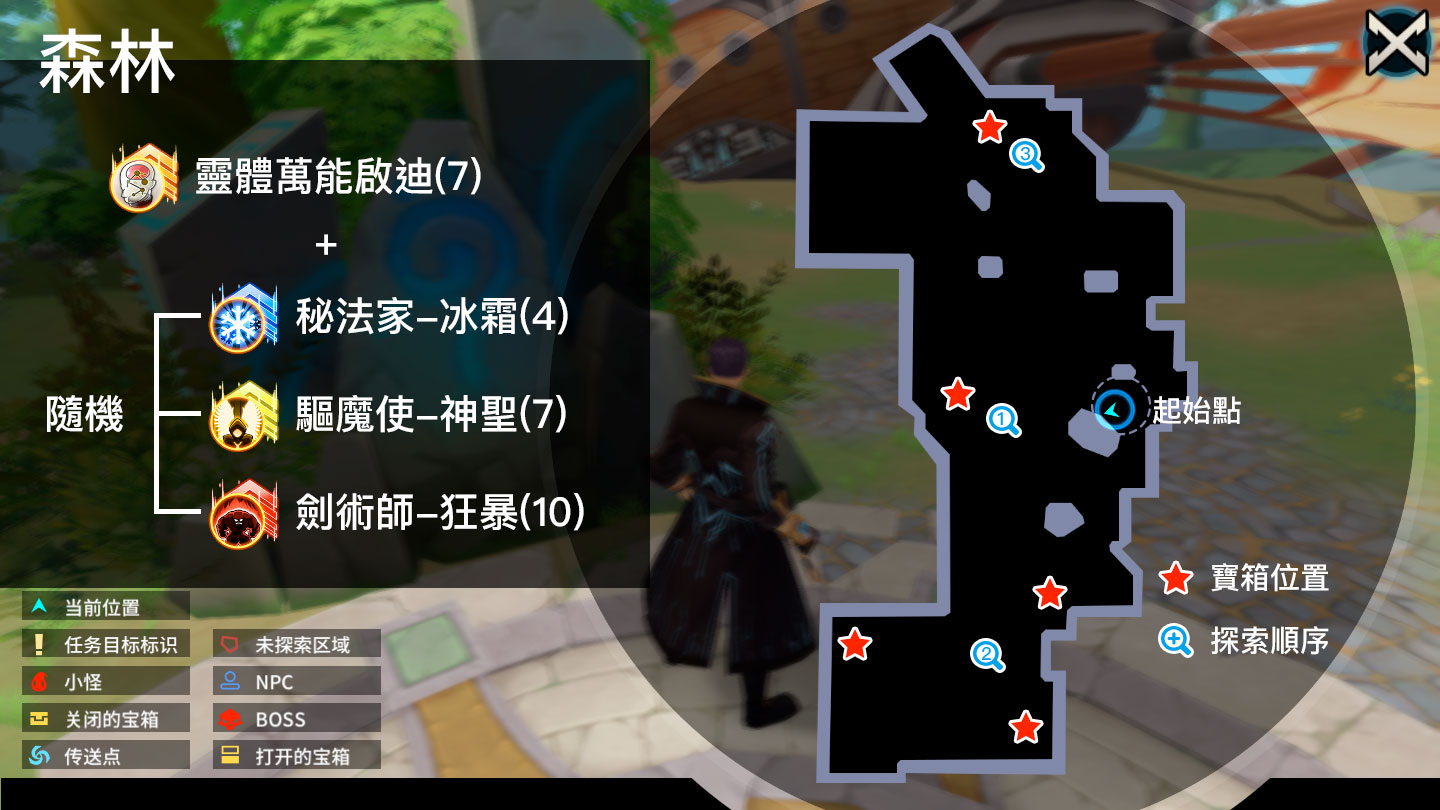 森林
靈體萬能啟迪(7)
+
秘法家–冰霜(4)
隨機
驅魔使–神聖(7)
劍術師–狂暴(10)
当前位置
任务目标标识
未探索区域
小怪
NPC
关闭的宝箱
BOSS
传送点
打开的宝箱
3
1
起始點
2
寶箱位置
探索順序